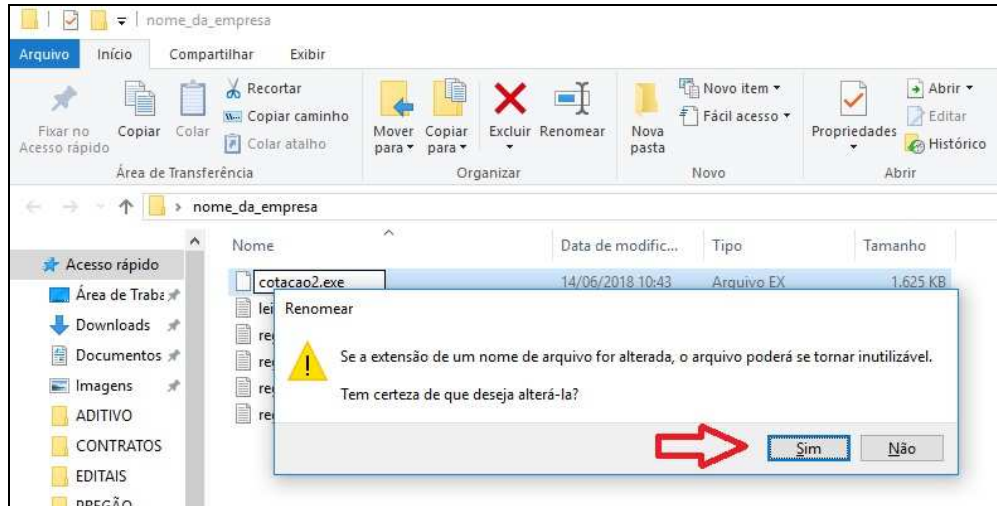 nome_da_empresa
Arquivo Início Compartilhar Exibir
Fixar no Acesso rápido
Copiar
Colar
Recortar
Copiar caminho
Colar atalho
Mover para
Copiar para
Excluir
Renomear
Nova pasta
Novo item
Fácil acesso
Propriedades
Abrir
Editar
Histórico
Área de Transferência Organizar Novo Abrir
nome_da_empresa
Nome Data de modific... Tipo Tamanho
Acesso rápido
Área de Traba
Downloads
Documentos
Imagens
ADITIVO
CONTRATOS
EDITAIS
PREGÃO
cotacao2.exe 14/06/2018 10:43 Arquivo EX 1.625 KB
lei
Renomear
Se a extensão de um nome de arquivo for alterada, o arquivo poderá se tornar inutilizável.
Tem certeza de que deseja alterá-la?
Sim Não